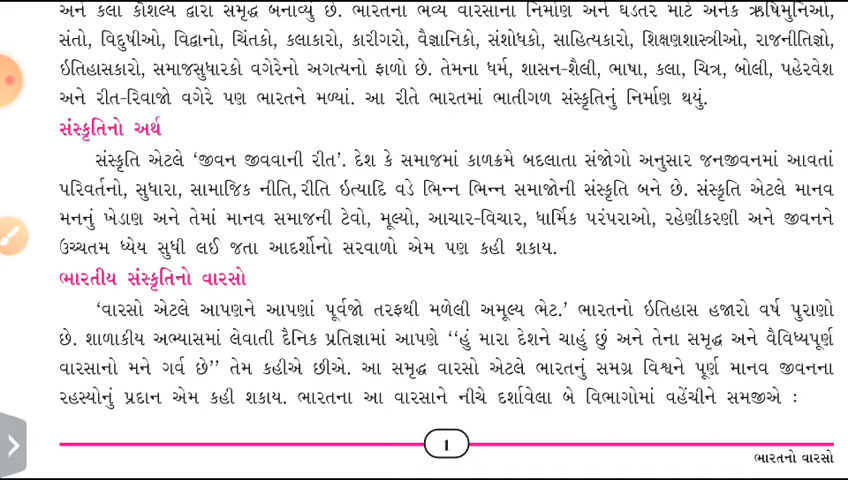 અને કલા કૌશલ્ય દ્વારા સમૃદ્ધ બનાવ્યું છે. ભારતના ભવ્ય વારસાના નિર્માણ અને ઘડતર માટે અનેક ઋષિમુનિઓ,
સંતો, વિદુષીઓ, વિદ્વાનો, ચિંતકો, કલાકારો, કારીગરો, વૈજ્ઞાનિકો, સંશોધકો, સાહિત્યકારો, શિક્ષણશાસ્ત્રીઓ, રાજનીતિજ્ઞો,
ઇતિહાસકારો, સમાજસુધારકો વગેરેનો અગત્યનો ફાળો છે. તેમના ધર્મ, શાસન-શૈલી, ભાષા, કલા, ચિત્ર, બોલી, પહેરવેશ
અને રીત-રિવાજો વગેરે પણ ભારતને મળ્યાં. આ રીતે ભારતમાં ભાતીગળ સંસ્કૃતિનું નિર્માણ થયું.
સંસ્કૃતિનો અર્થ
સંસ્કૃતિ એટલે ‘જીવન જીવવાની રીત’. દેશ કે સમાજમાં કાળક્રમે બદલાતા સંજોગો અનુસાર જનજીવનમાં આવતાં
પરિવર્તનો, સુધારા, સામાજિક નીતિ, રીતિ ઇત્યાદિ વડે ભિન્ન ભિન્ન સમાજોની સંસ્કૃતિ બને છે. સંસ્કૃતિ એટલે માનવ
મનનું ખેડાણ અને તેમાં માનવ સમાજની ટેવો, મૂલ્યો, આચાર-વિચાર, ધાર્મિક પરંપરાઓ, રહેણીકરણી અને જીવનને
ઉચ્ચતમ ધ્યેય સુધી લઈ જતા આદર્શોનો સરવાળો એમ પણ કહી શકાય.
ભારતીય સંસ્કૃતિનો વારસો
‘વારસો એટલે આપણને આપણાં પૂર્વજો તરફથી મળેલી અમૂલ્ય ભેટ.’ ભારતનો ઇતિહાસ હજારો વર્ષ પુરાણો
છે. શાળાકીય અભ્યાસમાં લેવાતી દૈનિક પ્રતિજ્ઞામાં આપણે ‘‘હું મારા દેશને ચાહું છું અને તેના સમૃદ્ધ અને વૈવિધ્યપૂર્ણ
વારસાનો મને ગર્વ છે’’ તેમ કહીએ છીએ. આ સમૃદ્ધ વારસો એટલે ભારતનું સમગ્ર વિશ્વને પૂર્ણ માનવ જીવનના
રહસ્યોનું પ્રદાન એમ કહી શકાય. ભારતના આ વારસાને નીચે દર્શાવેલા બે વિભાગોમાં વહેંચીને સમજીએ :
1
ભારતનો વારસો